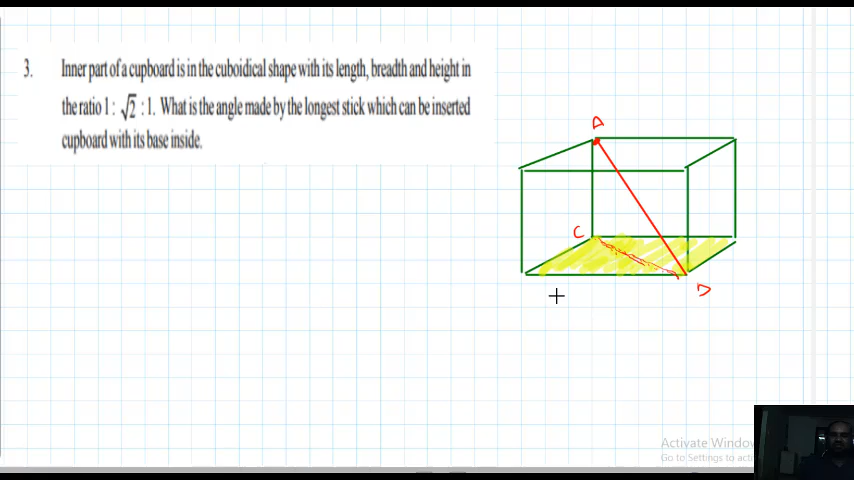 3. Inner part of a cupboard is in the cuboidical shape with its length, breadth and height in
the ratio 1 : √2 : 1. What is the angle made by the longest stick which can be inserted
cupboard with its base inside.
A
C
D
Activate Window
Go to Settings to acti